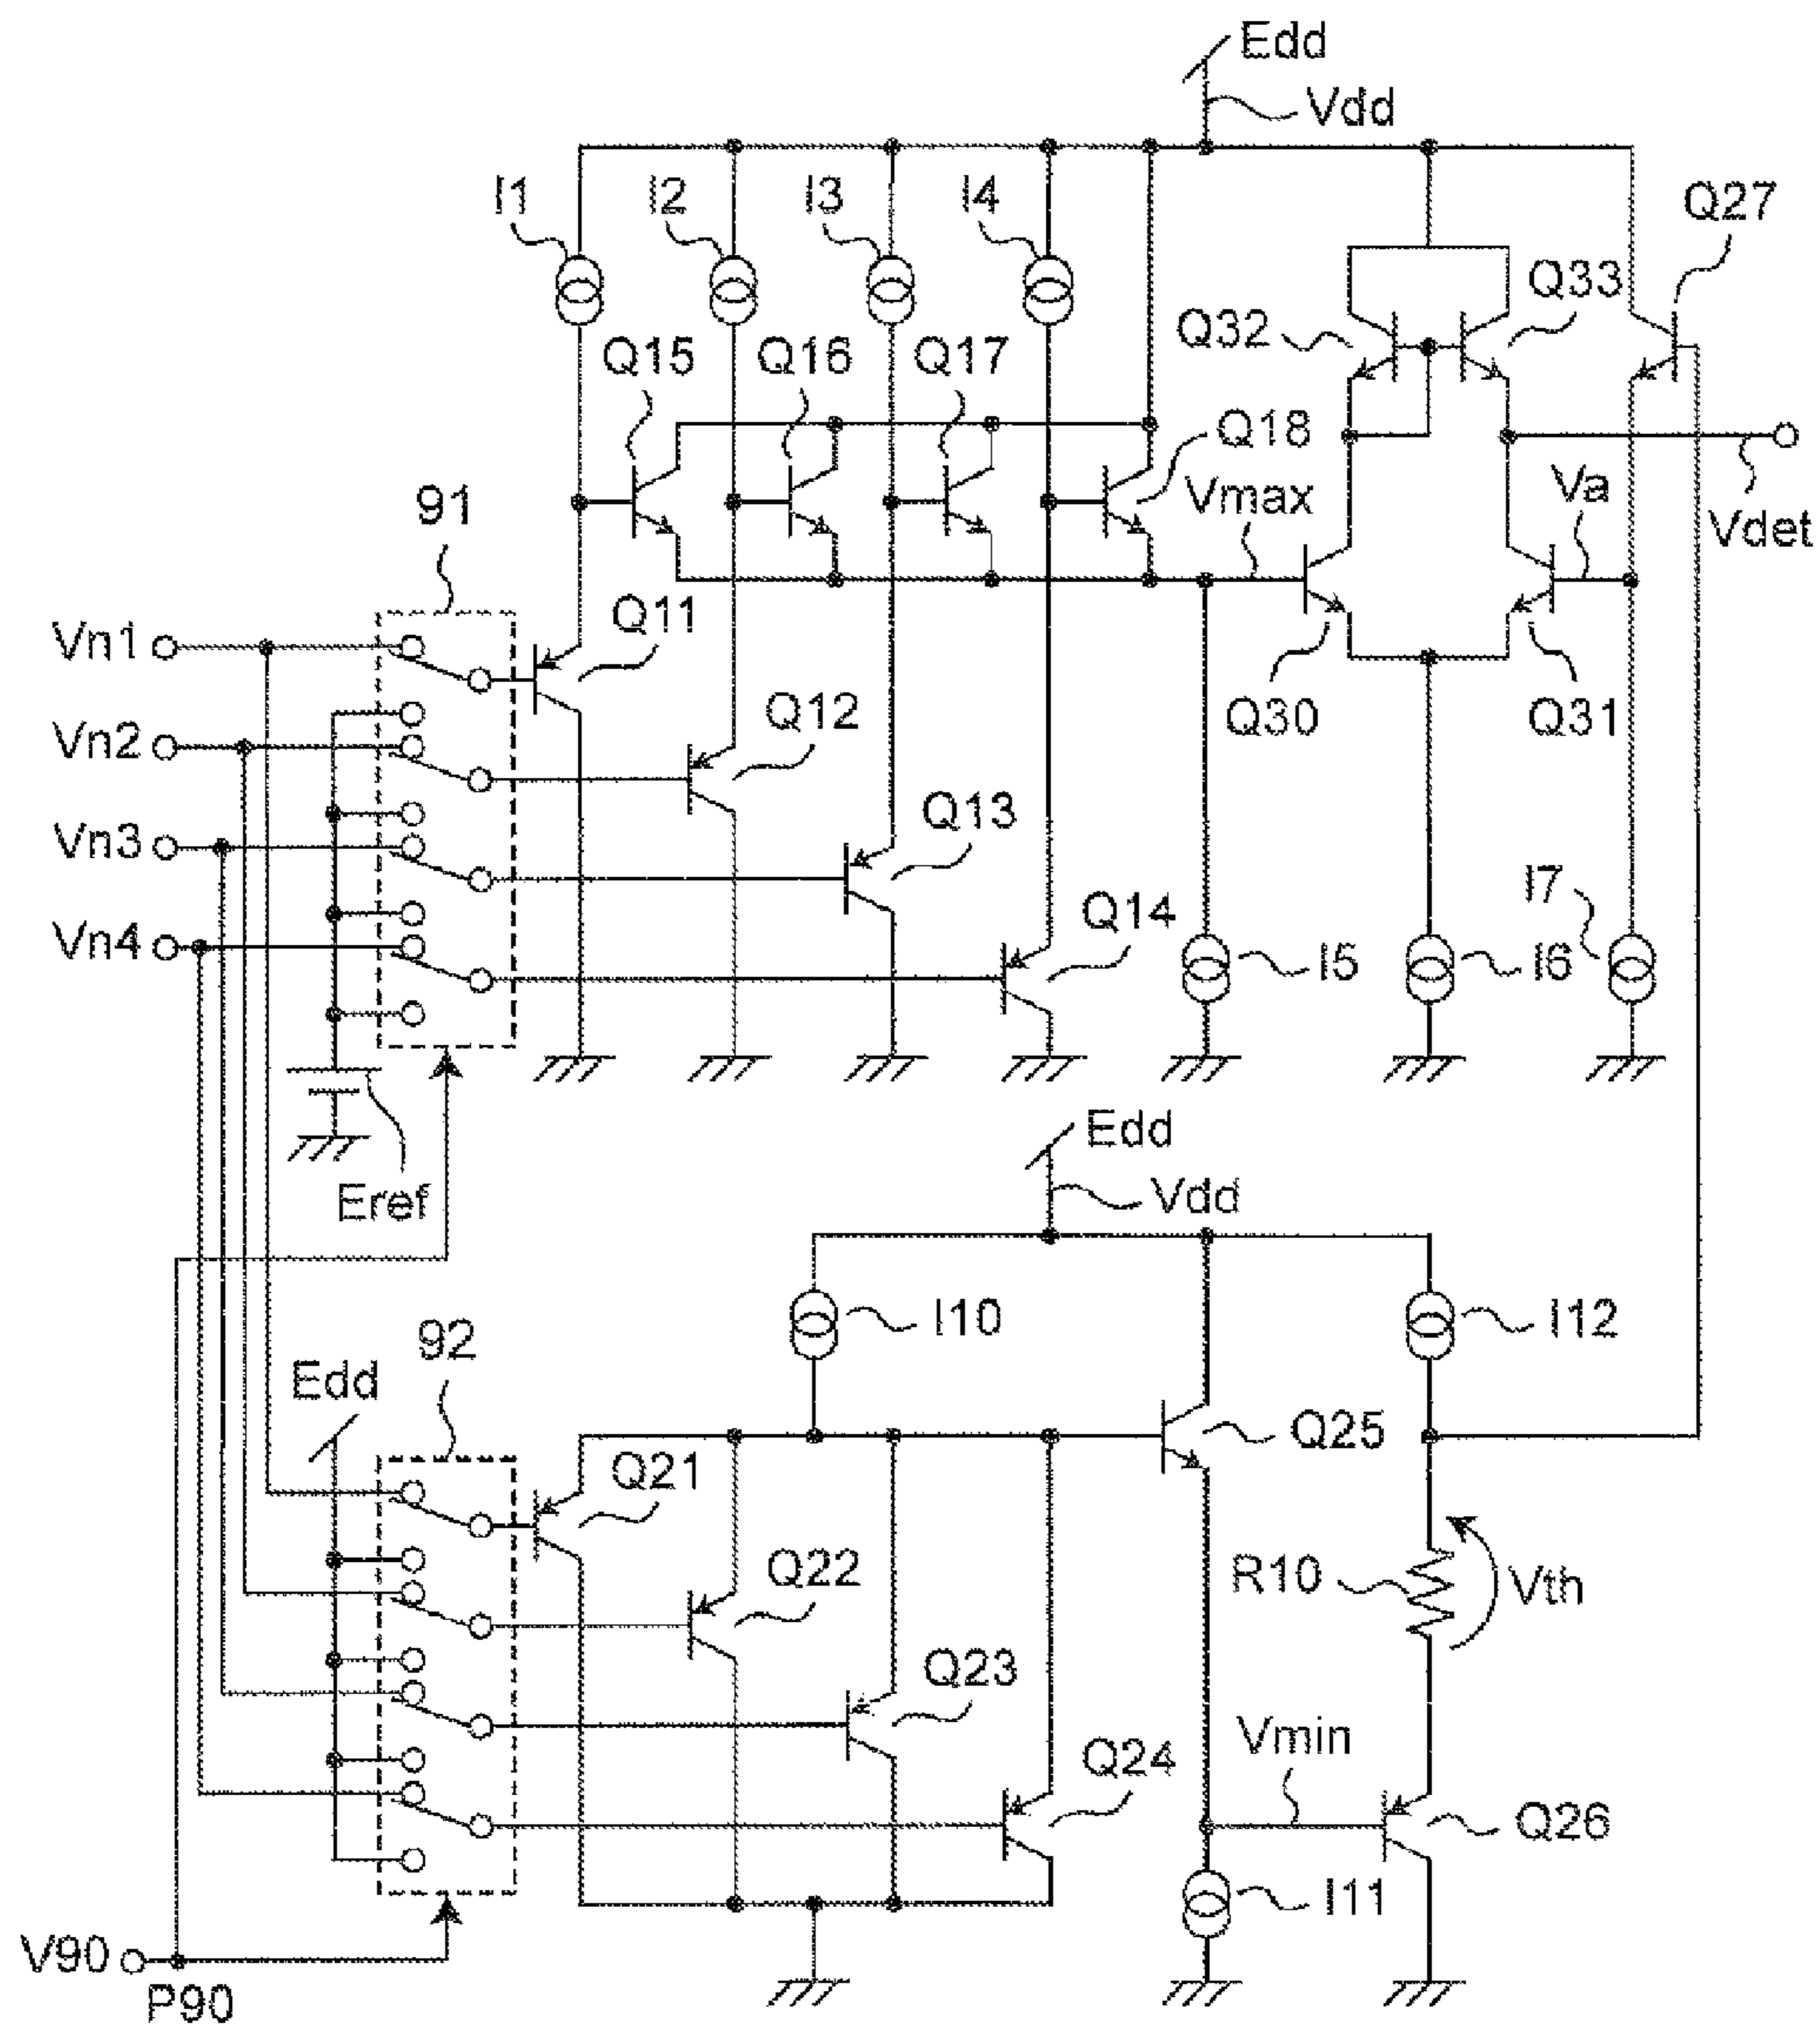 Edd
Vdd
I1
I2
I3
I4
Q27
Q33
Q32
Q15
Q16
Q17
Q18
Vmax
Va
Vdet
91
Q11
Vn1
Q30
Q31
Q12
Vn2
Q13
Vn3
I7
Q14
Vn4
I5
I6
Edd
Eref
Vdd
I10
I12
92
Edd
Q25
Q21
R10
Vth
Q22
Q23
Vmin
Q24
Q26
I11
V90
P90